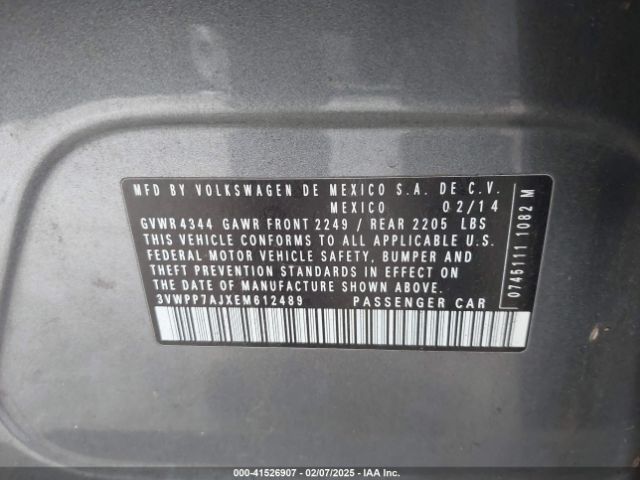 MFD BY VOLKSWAGEN DE MEXICO S.A. DE C.V.
MEXICO 02/14
GVWR4344 GAWR FRONT 2249 / REAR 2205 LBS
THIS VEHICLE CONFORMS TO ALL APPLICABLE U.S.
FEDERAL MOTOR VEHICLE SAFETY, BUMPER AND
THEFT PREVENTION STANDARDS IN EFFECT ON
THE DATE OF MANUFACTURE SHOWN ABOVE.
3VWPP7AJXEM612489 PASSENGER CAR
0745111 1082 M
000-41526907 - 02/07/2025 - IAA Inc.